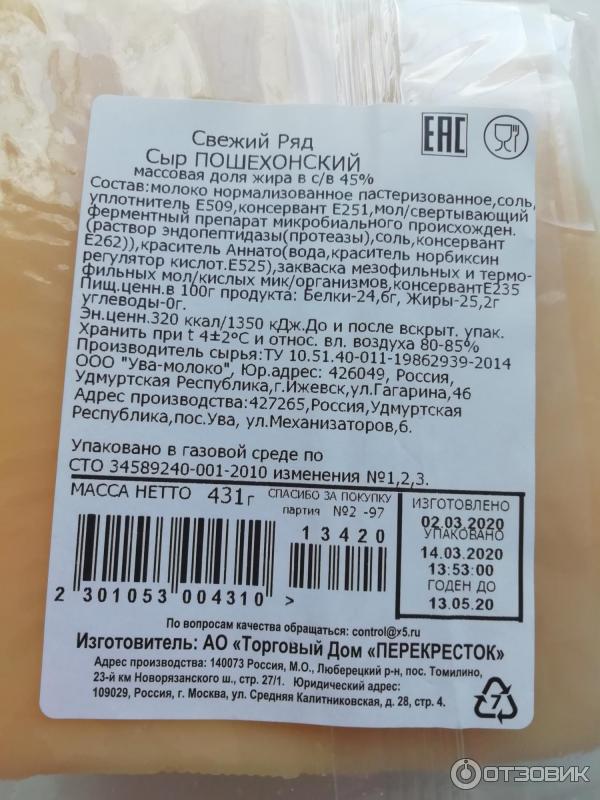 EAC
Свежий Ряд
Сыр ПОШЕХОНСКИЙ
массовая доля жира в с/в 45%
Состав:молоко нормализованное пастеризованное,соль,
уплотнитель Е509,консервант Е251,мол/свертывающий
ферментный препарат микробиального происхожден.
(раствор эндопептидазы(протеазы),соль,консервант
Е262)),краситель Аннато(вода,краситель норбиксин
регулятор кислот.Е525),закваска мезофильных и термо-
фильных мол/кислых мик/организмов,консервантЕ235
Пищ.ценн.в 100г продукта: Белки-24,6г, Жиры-25,2г
углеводы-0г.
Эн.ценн.320 ккал/1350 кДж.До и после вскрыт. упак.
Хранить при t 4±2°С и относ. вл. воздуха 80-85%
Производитель сырья:ТУ 10.51.40-011-19862939-2014
ООО "Ува-молоко", Юр.адрес: 426049, Россия,
Удмуртская Республика,г.Ижевск,ул.Гагарина,46
Адрес производства:427265,Россия,Удмуртская
Республика,пос.Ува, ул.Механизаторов,6.
Упаковано в газовой среде по
СТО 34589240-001-2010 изменения №1,2,3.
МАССА НЕТТО 431г
СПАСИБО ЗА ПОКУПКУ
партия №2 -97
13420
2 301053 004310 >
ИЗГОТОВЛЕНО
02.03.2020
УПАКОВАНО
14.03.2020
13:53:00
ГОДЕН ДО
13.05.20
По вопросам качества обращаться: control@x5.ru
Изготовитель: АО «Торговый Дом «ПЕРЕКРЕСТОК»
Адрес производства: 140073 Россия, М.О., Люберецкий р-н, пос. Томилино,
23-й км Новорязанского ш., стр. 27/1. Юридический адрес:
109029, Россия, г. Москва, ул. Средняя Калитниковская, д. 28, стр. 4.
7
ОТЗОВИК